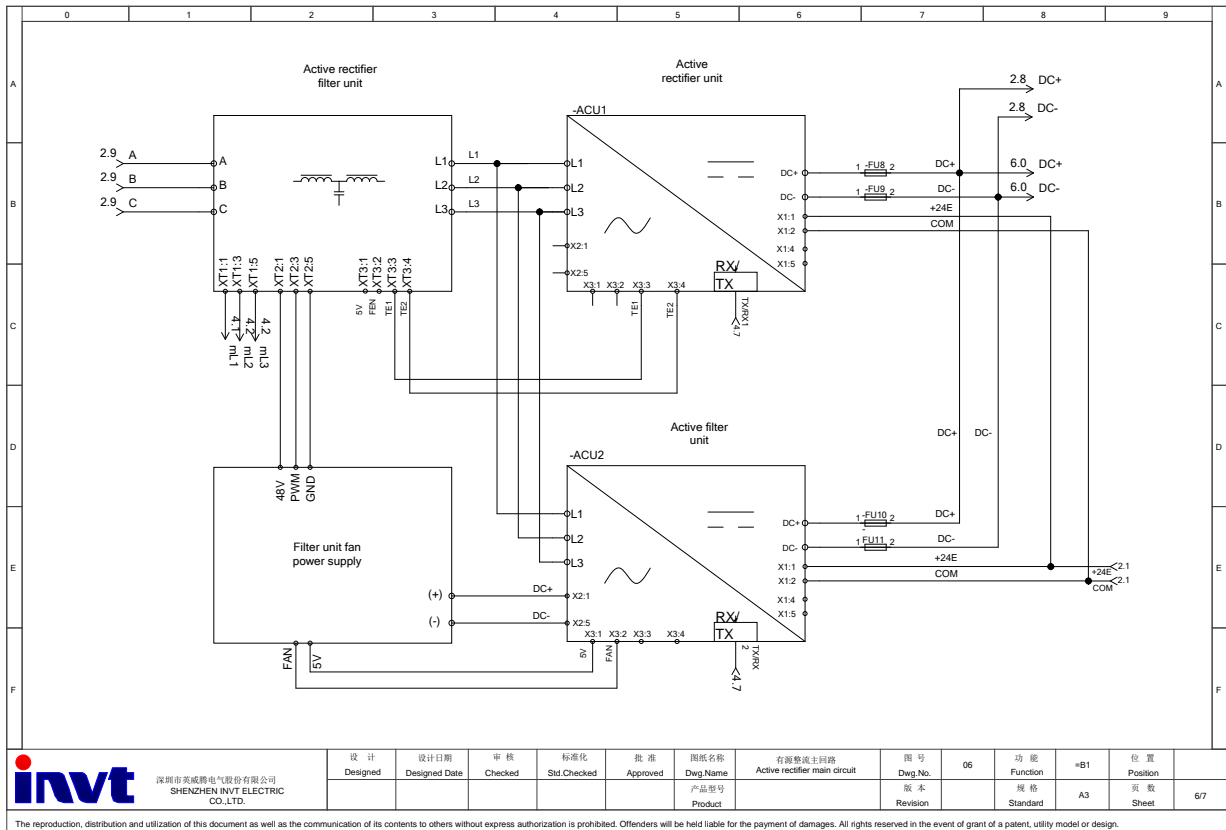 0 1 2 3 4 5 6 7 8 9
A
B
C
D
E
F
A
B
C
D
E
F
Active rectifier
filter unit
Active
rectifier unit
2.8 DC+
2.8 DC-
-ACU1
2.9 A
2.9 B
2.9 C
A
B
C
L1
L2
L3
L1
L2
L3
L1
L2
L3
X2:1
X2:5
DC+
DC-
X1:1
X1:2
X1:4
X1:5
1 -FU8 2
1 -FU9 2
DC+
DC-
+24E
COM
6.0 DC+
6.0 DC-
XT1:1
XT1:3
XT1:5
XT2:1
XT2:3
XT2:5
XT3:1
XT3:2
XT3:3
XT3:4
5V
FEN
TE1
TE2
4.1 mL1
4.2 mL2
4.2 mL3
X3:1
X3:2
X3:3
X3:4
TE1
TE2
RX/
TX
TX/RX1
4.7
DC+
DC-
Active filter
unit
-ACU2
48V
PWM
GND
Filter unit fan
power supply
(+)
(-)
FAN
5V
DC+
DC-
L1
L2
L3
X2:1
X2:5
X3:1
X3:2
X3:3
X3:4
5V
FAN
RX/
TX
TX/RX
2
4.7
DC+
DC-
X1:1
X1:2
X1:4
X1:5
1 -FU10 2
-
1 FU11 2
DC+
DC-
+24E
COM
+24E
2.1
COM
2.1
invt
深圳市英威腾电气股份有限公司
SHENZHEN INVT ELECTRIC
CO.,LTD.
设 计
Designed
设计日期
Designed Date
审 核
Checked
标准化
Std.Checked
批 准
Approved
图纸名称
Dwg.Name
有源整流主回路
Active rectifier main circuit
图 号
Dwg.No.
06
功 能
Function
=B1
位 置
Position
产品型号
Product
版 本
Revision
规 格
Standard
A3
页 数
Sheet
6/7
The reproduction, distribution and utilization of this document as well as the communication of its contents to others without express authorization is prohibited. Offenders will be held liable for the payment of damages. All rights reserved in the event of grant of a patent, utility model or design.